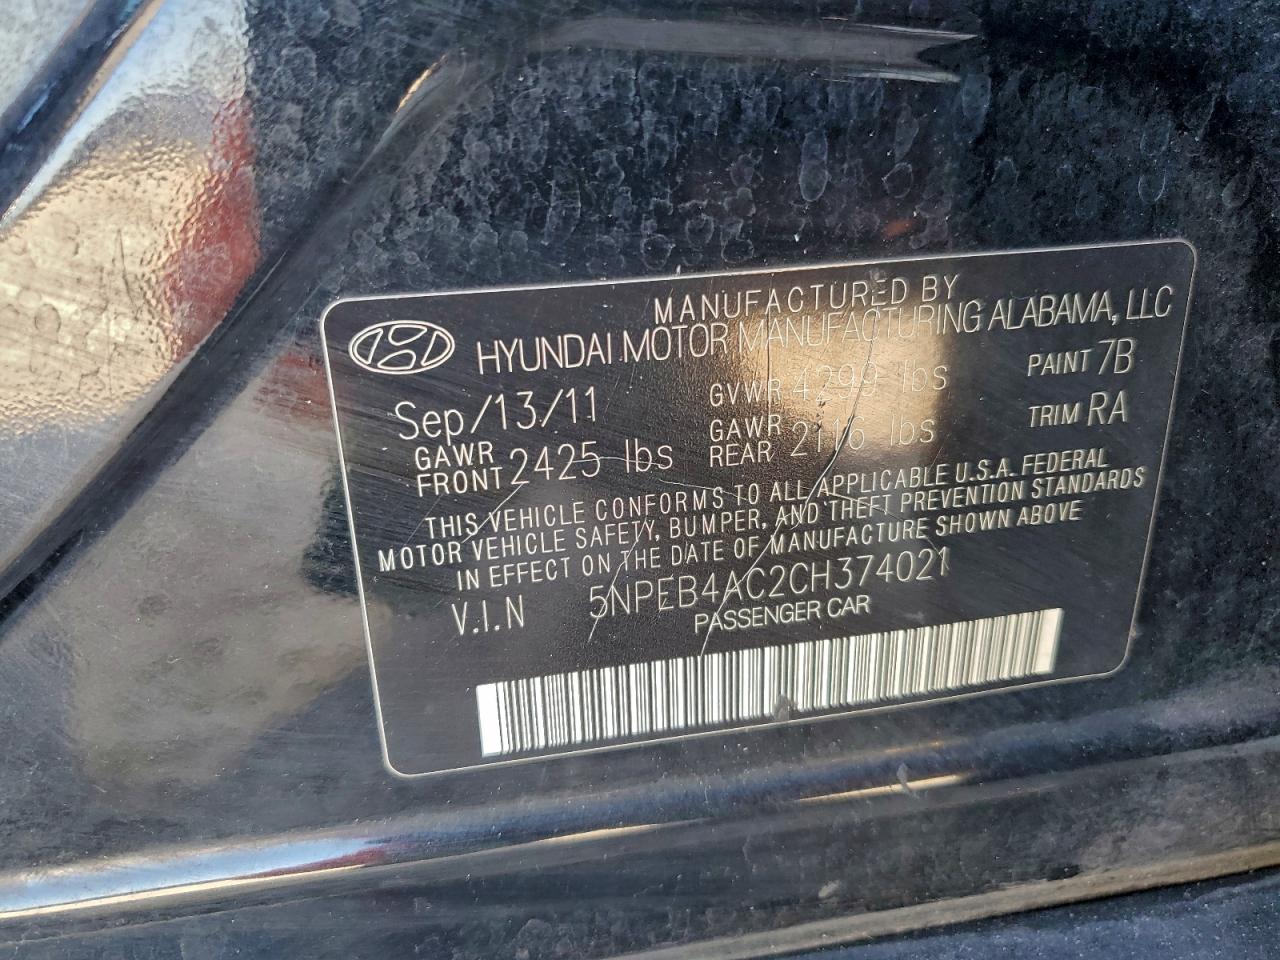 MANUFACTURED BY
HYUNDAI MOTOR MANUFACTURING ALABAMA, LLC
Sep/13/11 GVWR 4299 lbs PAINT 7B
GAWR FRONT 2425 lbs GAWR REAR 2116 lbs TRIM RA
THIS VEHICLE CONFORMS TO ALL APPLICABLE U.S.A. FEDERAL
MOTOR VEHICLE SAFETY, BUMPER, AND THEFT PREVENTION STANDARDS
IN EFFECT ON THE DATE OF MANUFACTURE SHOWN ABOVE
V.I.N 5NPEB4AC2CH374021
PASSENGER CAR